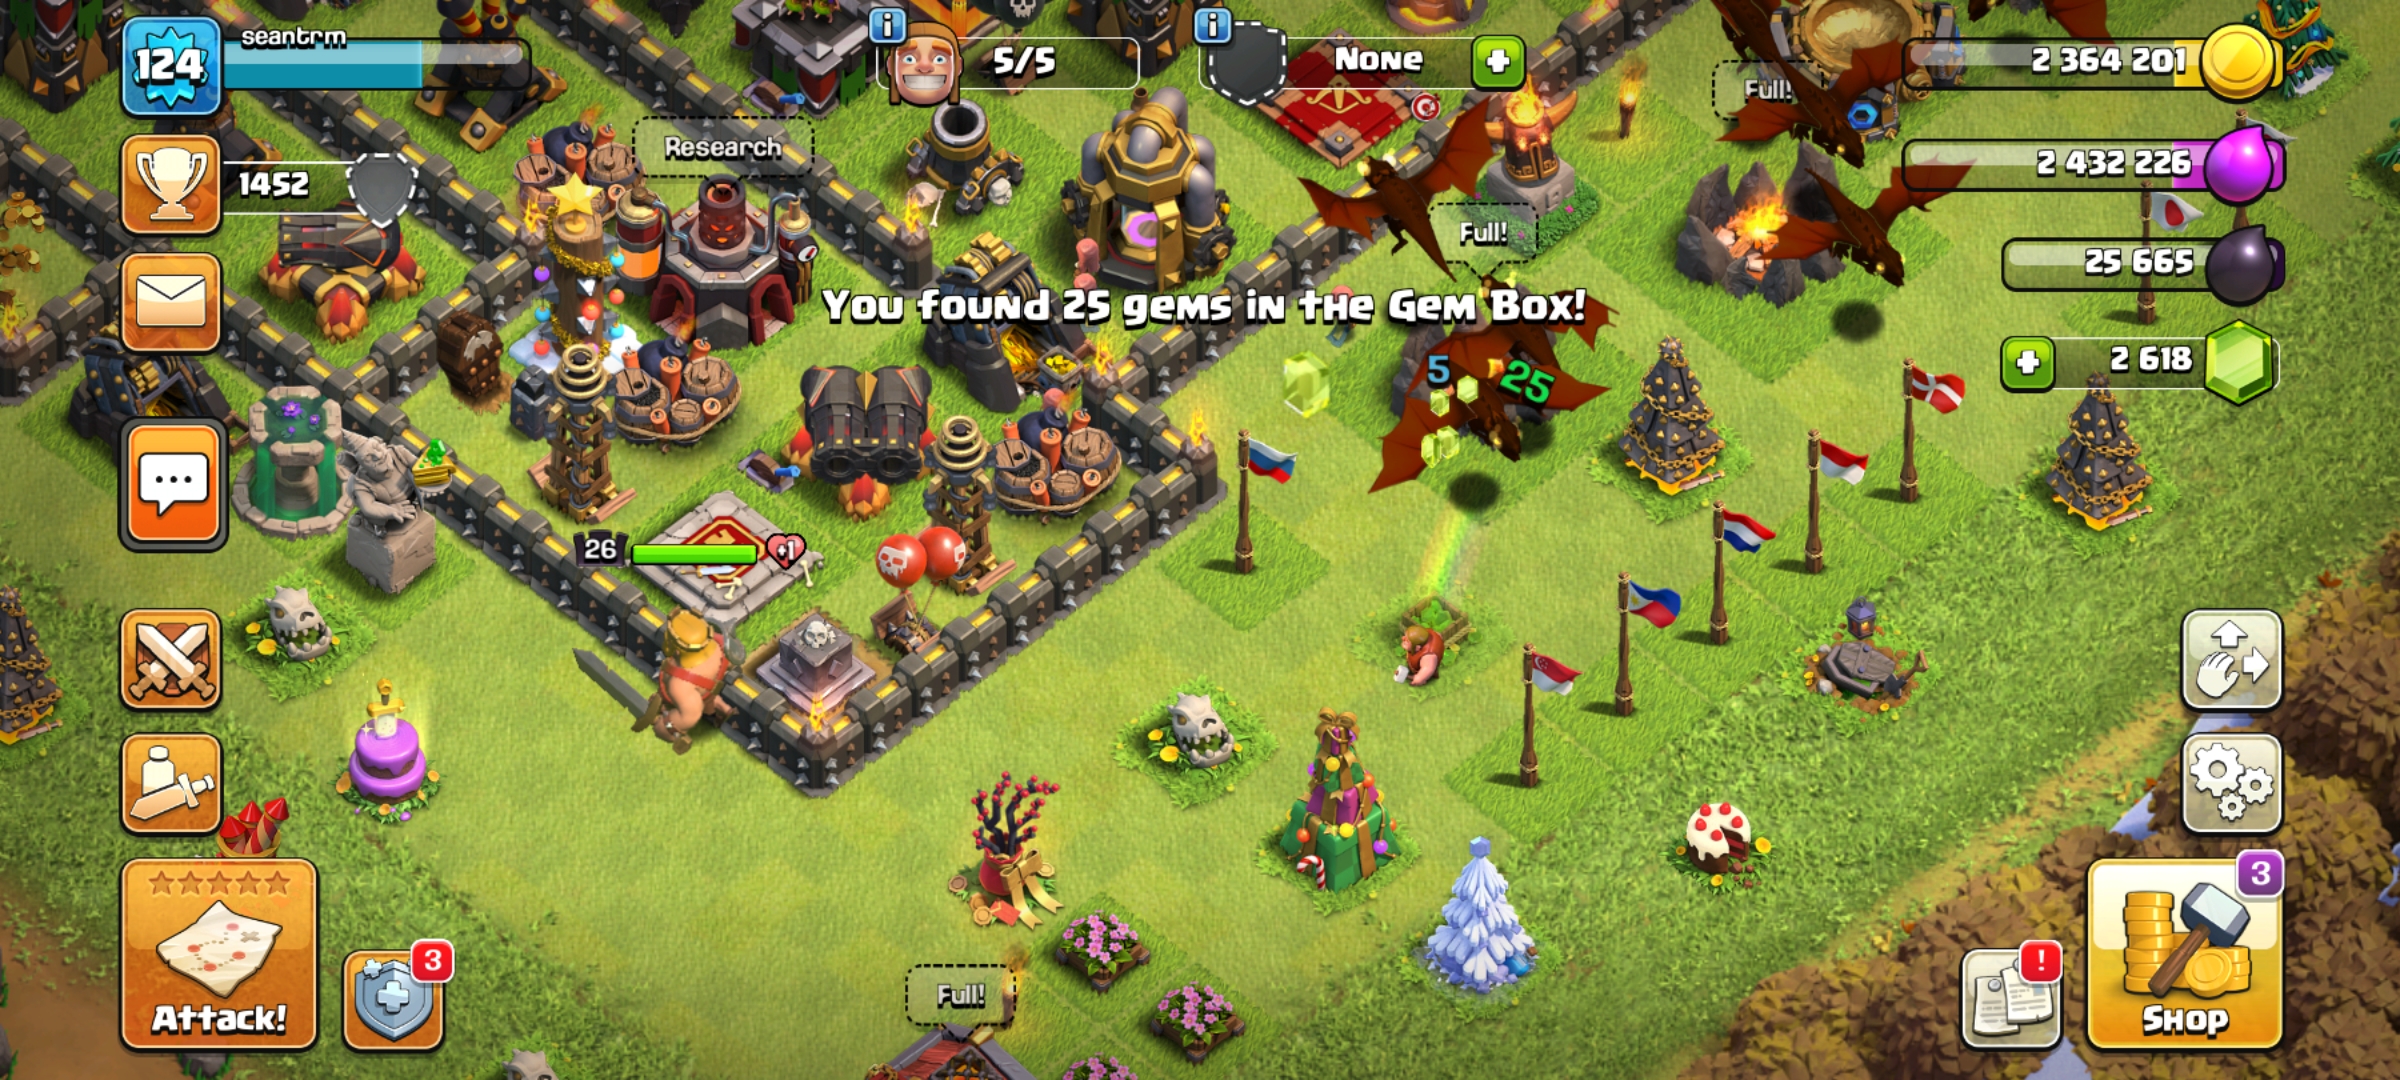 124
seantrm
i
5/5
i
None
2 364 201
Full!
1452
Research
2 432 226
Full!
25 665
You found 25 gems in the Gem Box!
2 618
5
25
26
+1
3
Full!
3
!
Attack!
Shop